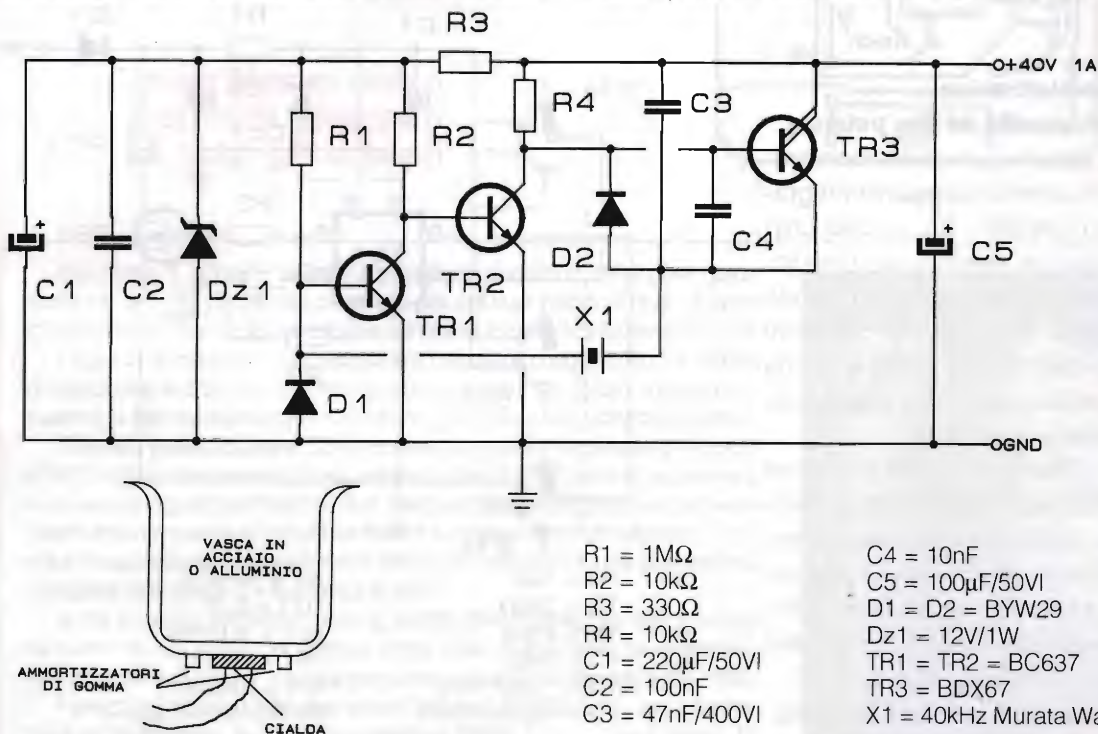 R3
+40V 1A
R1
R2
R4
C3
TR3
C1
C2
Dz1
TR2
D2
C4
C5
TR1
X1
D1
GND
VASCA IN
ACCIAIO
O ALLUMINIO
AMMORTIZZATORI
DI GOMMA
CIALDA
R1 = 1MΩ
R2 = 10kΩ
R3 = 330Ω
R4 = 10kΩ
C1 = 220µF/50Vl
C2 = 100nF
C3 = 47nF/400Vl
C4 = 10nF
C5 = 100µF/50Vl
D1 = D2 = BYW29
Dz1 = 12V/1W
TR1 = TR2 = BC637
TR3 = BDX67
X1 = 40kHz Murata Wa